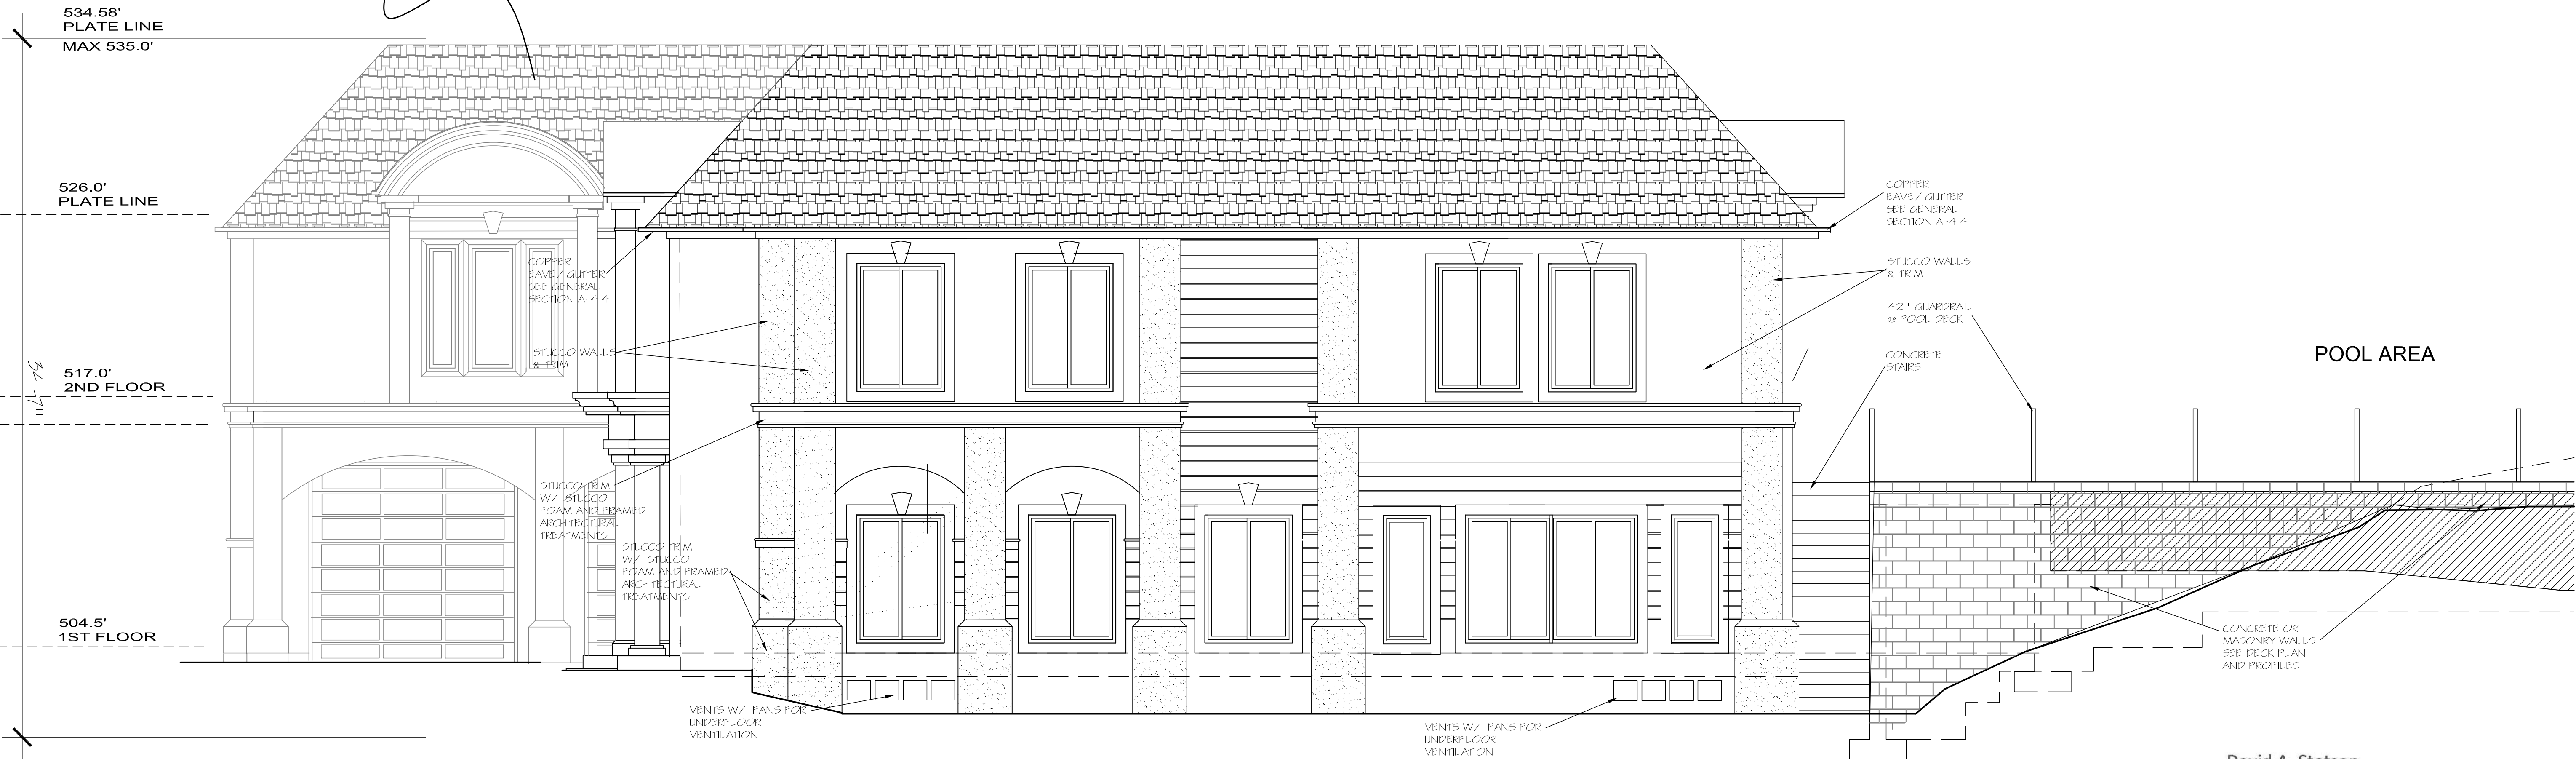 534.58'
PLATE LINE
MAX 535.0'
526.0'
PLATE LINE
517.0'
2ND FLOOR
34'-7"
504.5'
1ST FLOOR
COPPER
EAVE/ GUTTER
SEE GENERAL
SECTION A-4.4
STUCCO WALLS
& TRIM
STUCCO TRIM
W/ STUCCO
FOAM AND FRAMED
ARCHITECTURAL
TREATMENTS
STUCCO TRIM
W/ STUCCO
FOAM AND FRAMED
ARCHITECTURAL
TREATMENTS
VENTS W/ FANS FOR
UNDERFLOOR
VENTILATION
VENTS W/ FANS FOR
UNDERFLOOR
VENTILATION
COPPER
EAVE/ GUTTER
SEE GENERAL
SECTION A-4.4
STUCCO WALLS
& TRIM
42" GUARDRAIL
@ POOL DECK
CONCRETE
STAIRS
POOL AREA
CONCRETE OR
MASONRY WALLS
SEE DECK PLAN
AND PROFILES
David A. Stetson